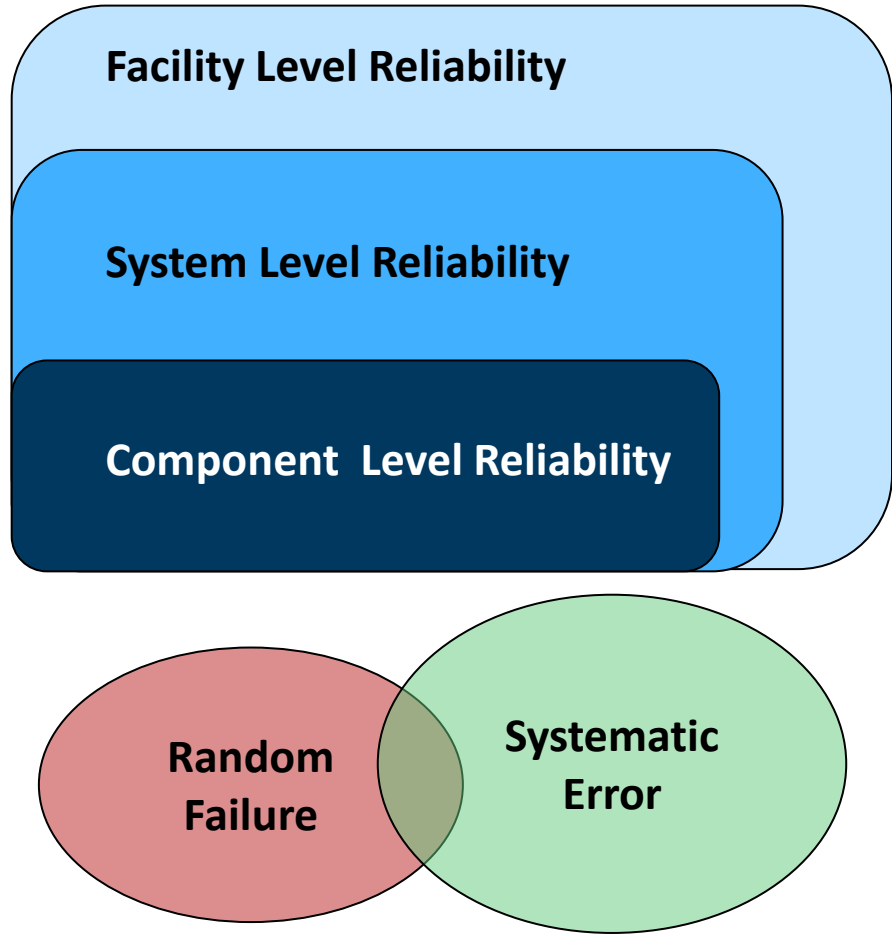 Facility Level Reliability
System Level Reliability
Component  Level Reliability
Random
Failure
Systematic
Error